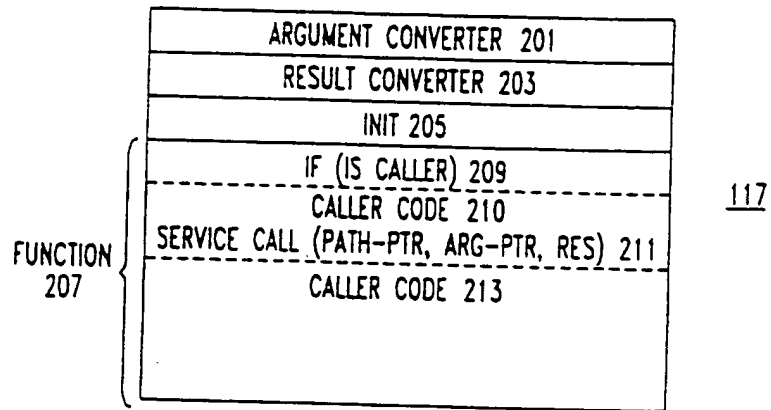 ARGUMENT CONVERTER 201
RESULT CONVERTER 203
INIT 205
IF (IS CALLER) 209
CALLER CODE 210
SERVICE CALL (PATH-PTR, ARG-PTR, RES) 211
CALLER CODE 213
FUNCTION
207
117